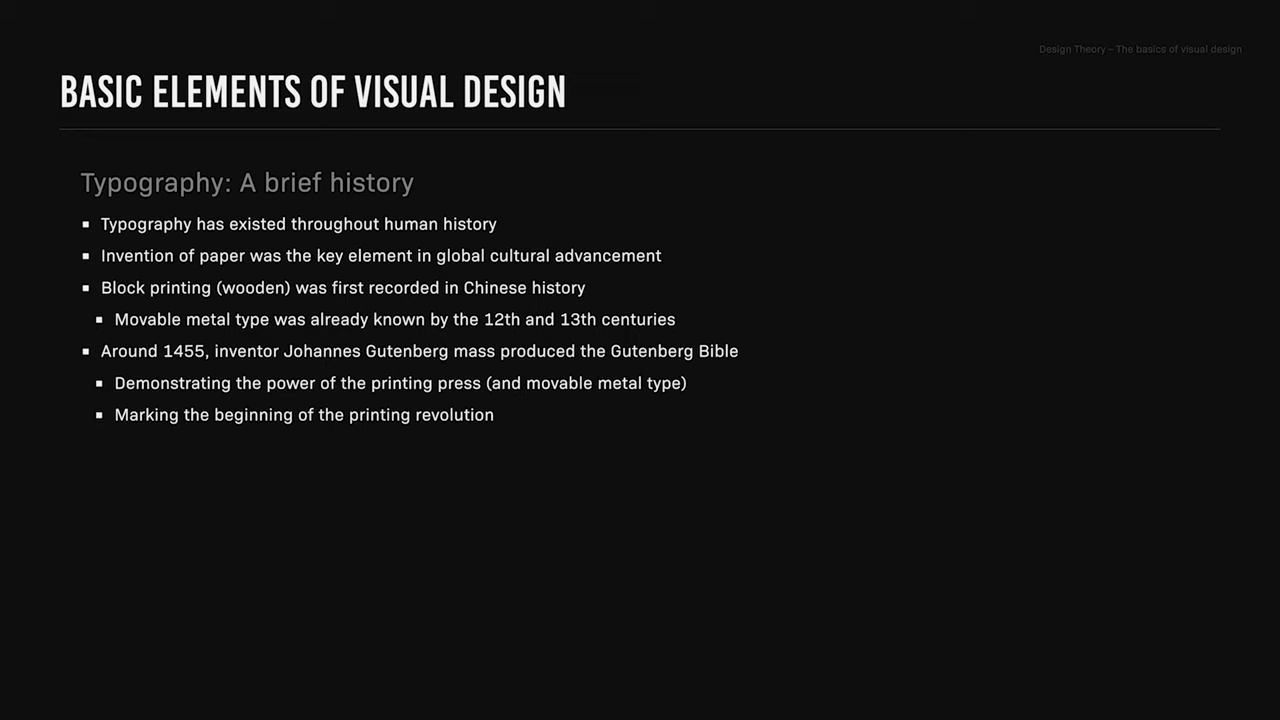 Design Theory – The basics of visual design
BASIC ELEMENTS OF VISUAL DESIGN
Typography: A brief history
▪ Typography has existed throughout human history
▪ Invention of paper was the key element in global cultural advancement
▪ Block printing (wooden) was first recorded in Chinese history
▪ Movable metal type was already known by the 12th and 13th centuries
▪ Around 1455, inventor Johannes Gutenberg mass produced the Gutenberg Bible
▪ Demonstrating the power of the printing press (and movable metal type)
▪ Marking the beginning of the printing revolution